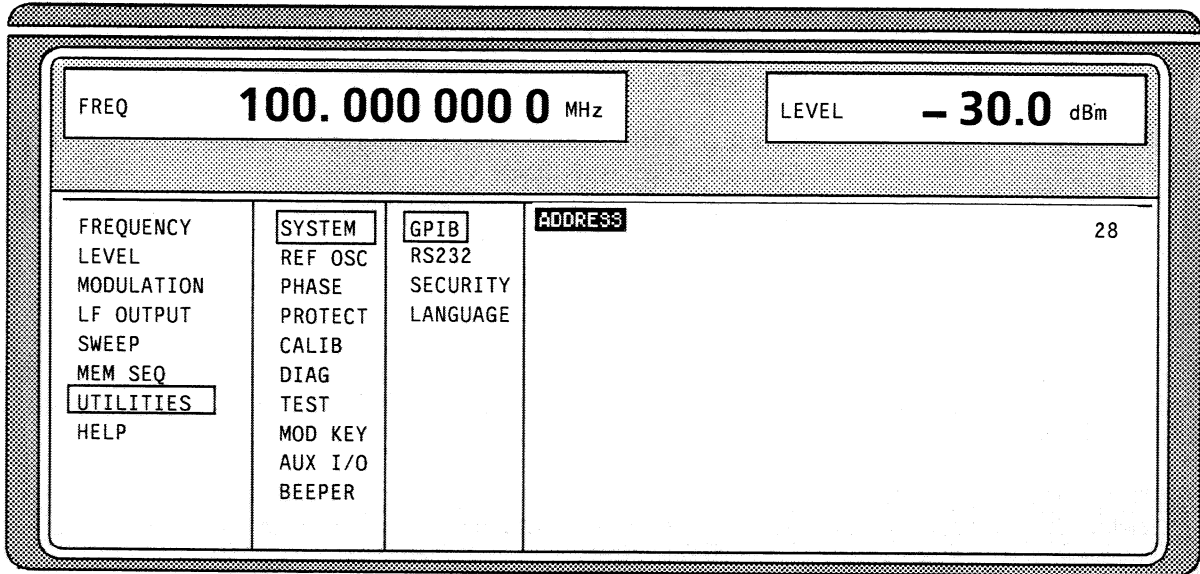 FREQ 100. 000 000 0 MHz
LEVEL – 30.0 dBm
FREQUENCY
LEVEL
MODULATION
LF OUTPUT
SWEEP
MEM SEQ
UTILITIES
HELP
SYSTEM
REF OSC
PHASE
PROTECT
CALIB
DIAG
TEST
MOD KEY
AUX I/O
BEEPER
GPIB
RS232
SECURITY
LANGUAGE
ADDRESS 28